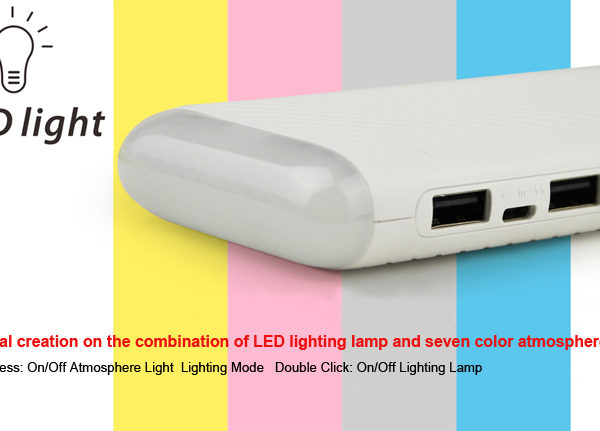 D light
in
al creation on the combination of LED lighting lamp and seven color atmosphere
ess: On/Off Atmosphere Light Lighting Mode Double Click: On/Off Lighting Lamp